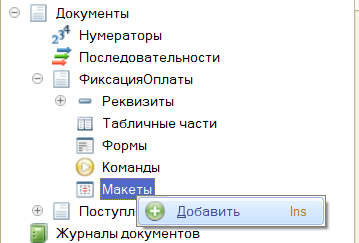 Документы
Нумераторы
Последовательности
ФиксацияОплаты
Реквизиты
Табличные части
Формы
Команды
Макеты
Добавить Ins
Журналы документов